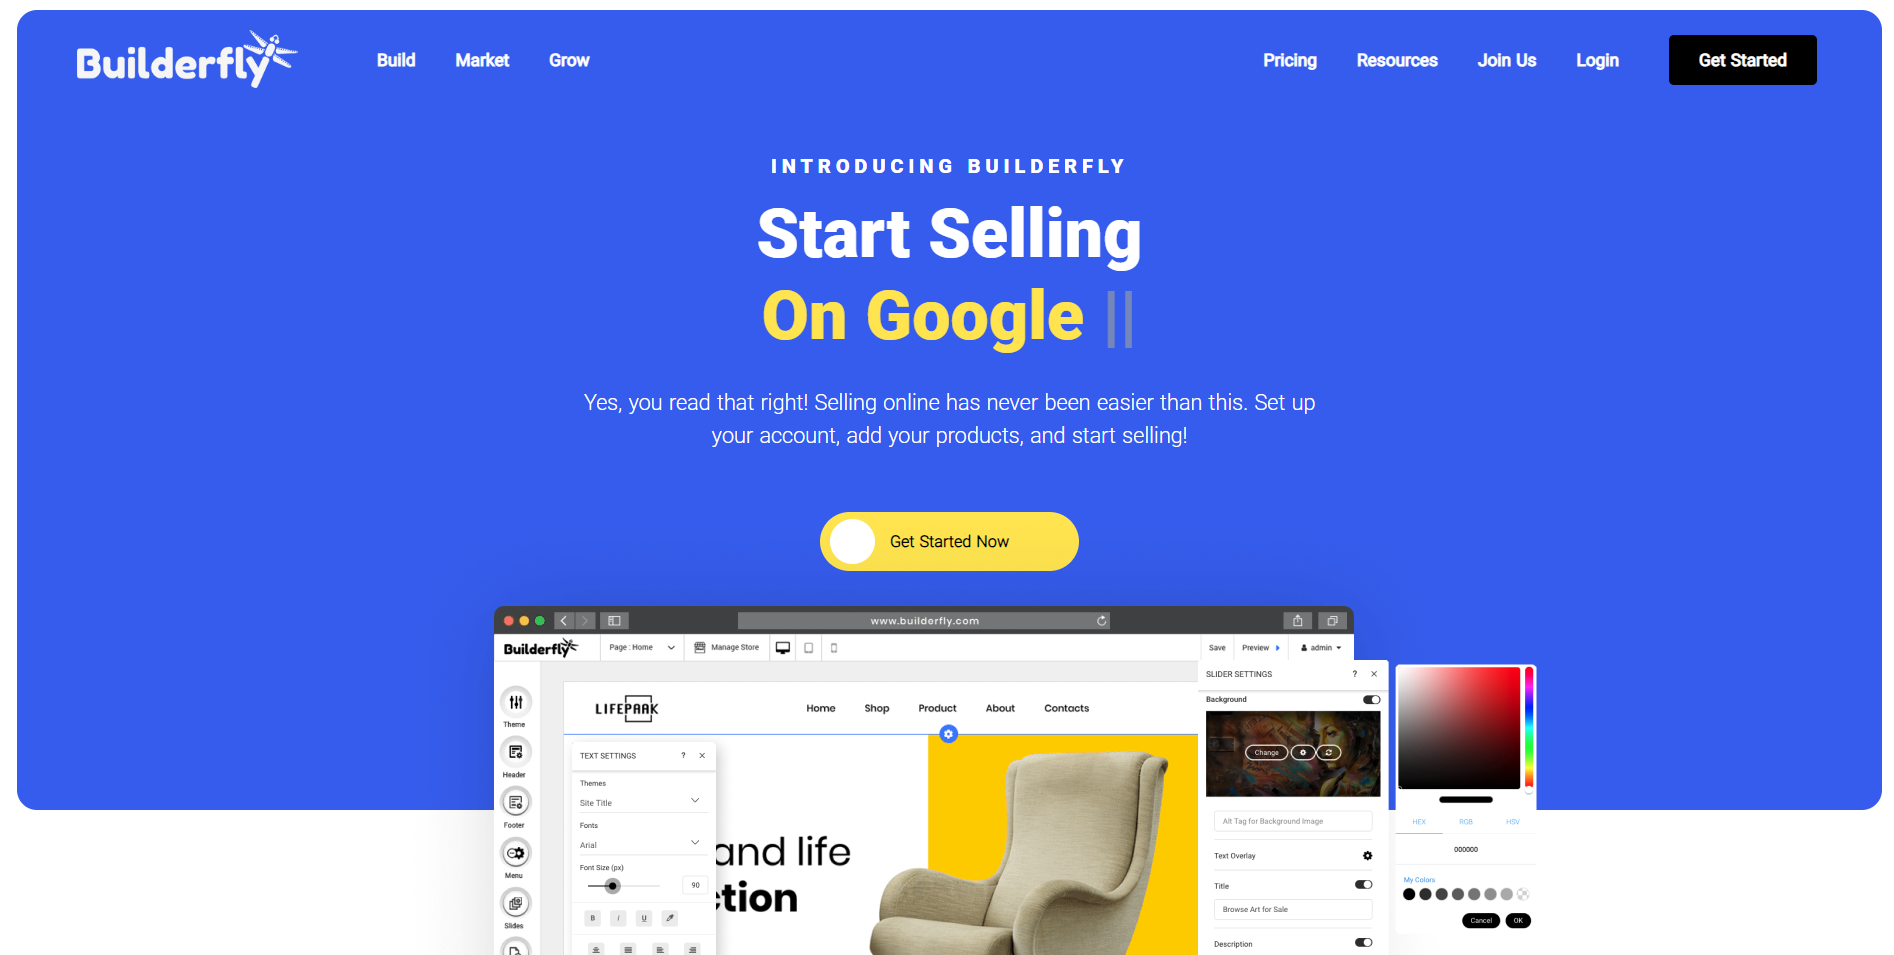 Builderfly
Build Market Grow
Pricing Resources Join Us Login Get Started
INTRODUCING BUILDERFLY
Start Selling
On Google ||
Yes, you read that right! Selling online has never been easier than this. Set up
your account, add your products, and start selling!
Get Started Now
www.builderfly.com
Builderfly Page : Home Manage Store Save Preview admin
Theme
Header
Footer
Menu
Slides
LIFEPAAK
Home Shop Product About Contacts
TEXT SETTINGS ? ×
Themes
Site Title
Fonts
Arial
Font Size (px)
90
B I U
and life
tion
SLIDER SETTINGS ? ×
Background
Change
Alt Tag for Background Image
Text Overlay
Title
Browse Art for Sale
Description
HEX RGB HSV
000000
My Colors
Cancel OK